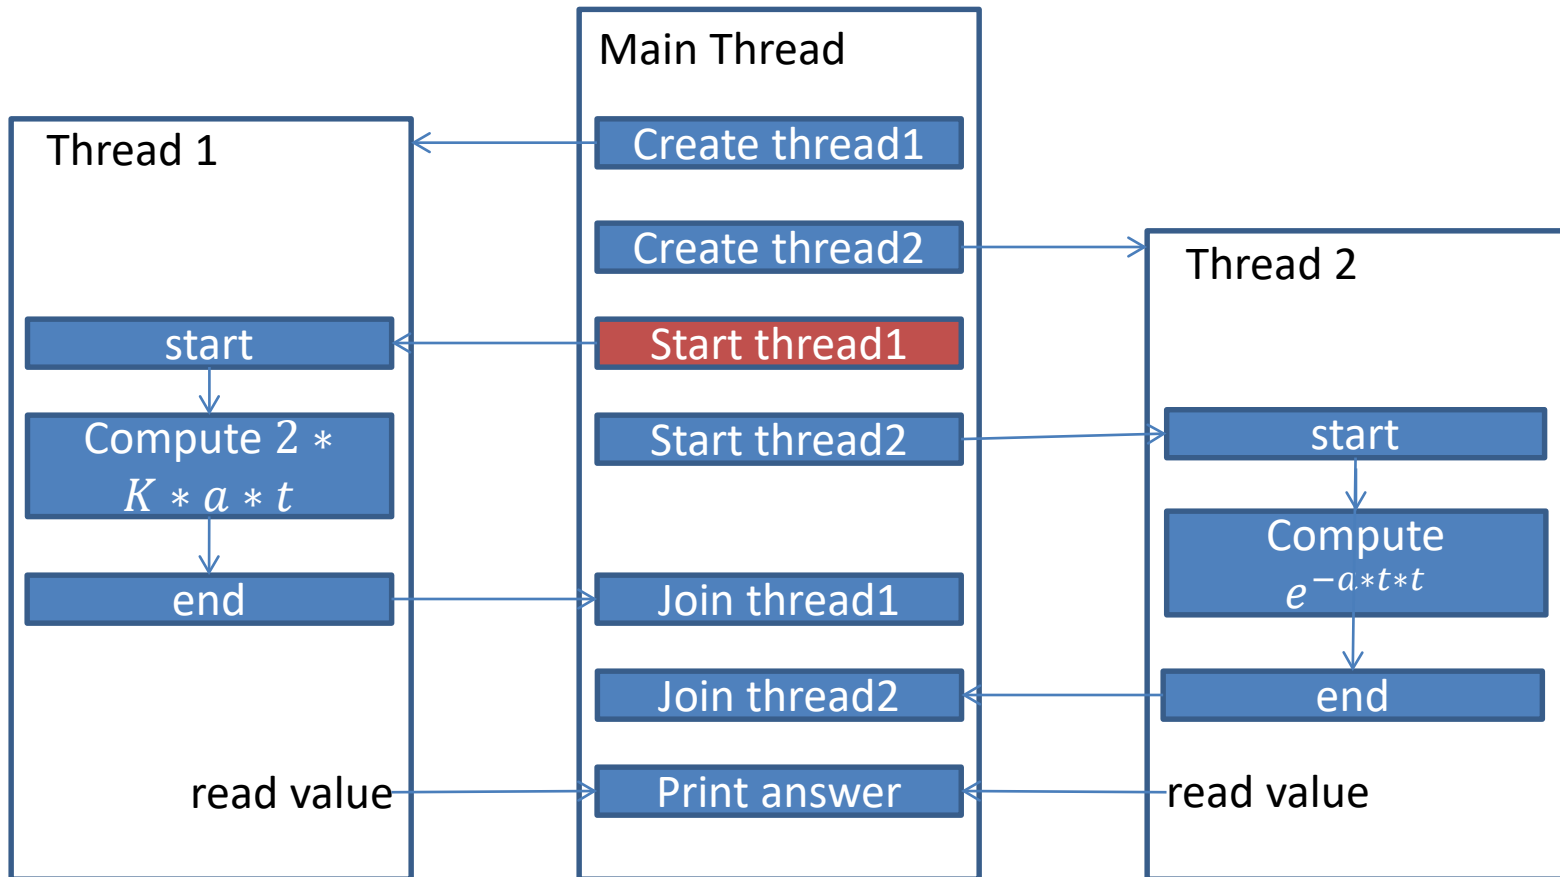 Main Thread
Create thread1
Thread 1
Create thread2
Thread 2
start
Start thread1
Compute 2 ∗
K ∗ a ∗ t
Start thread2
start
Compute
e^{−a∗t∗t}
end
Join thread1
Join thread2
end
read value
Print answer
read value